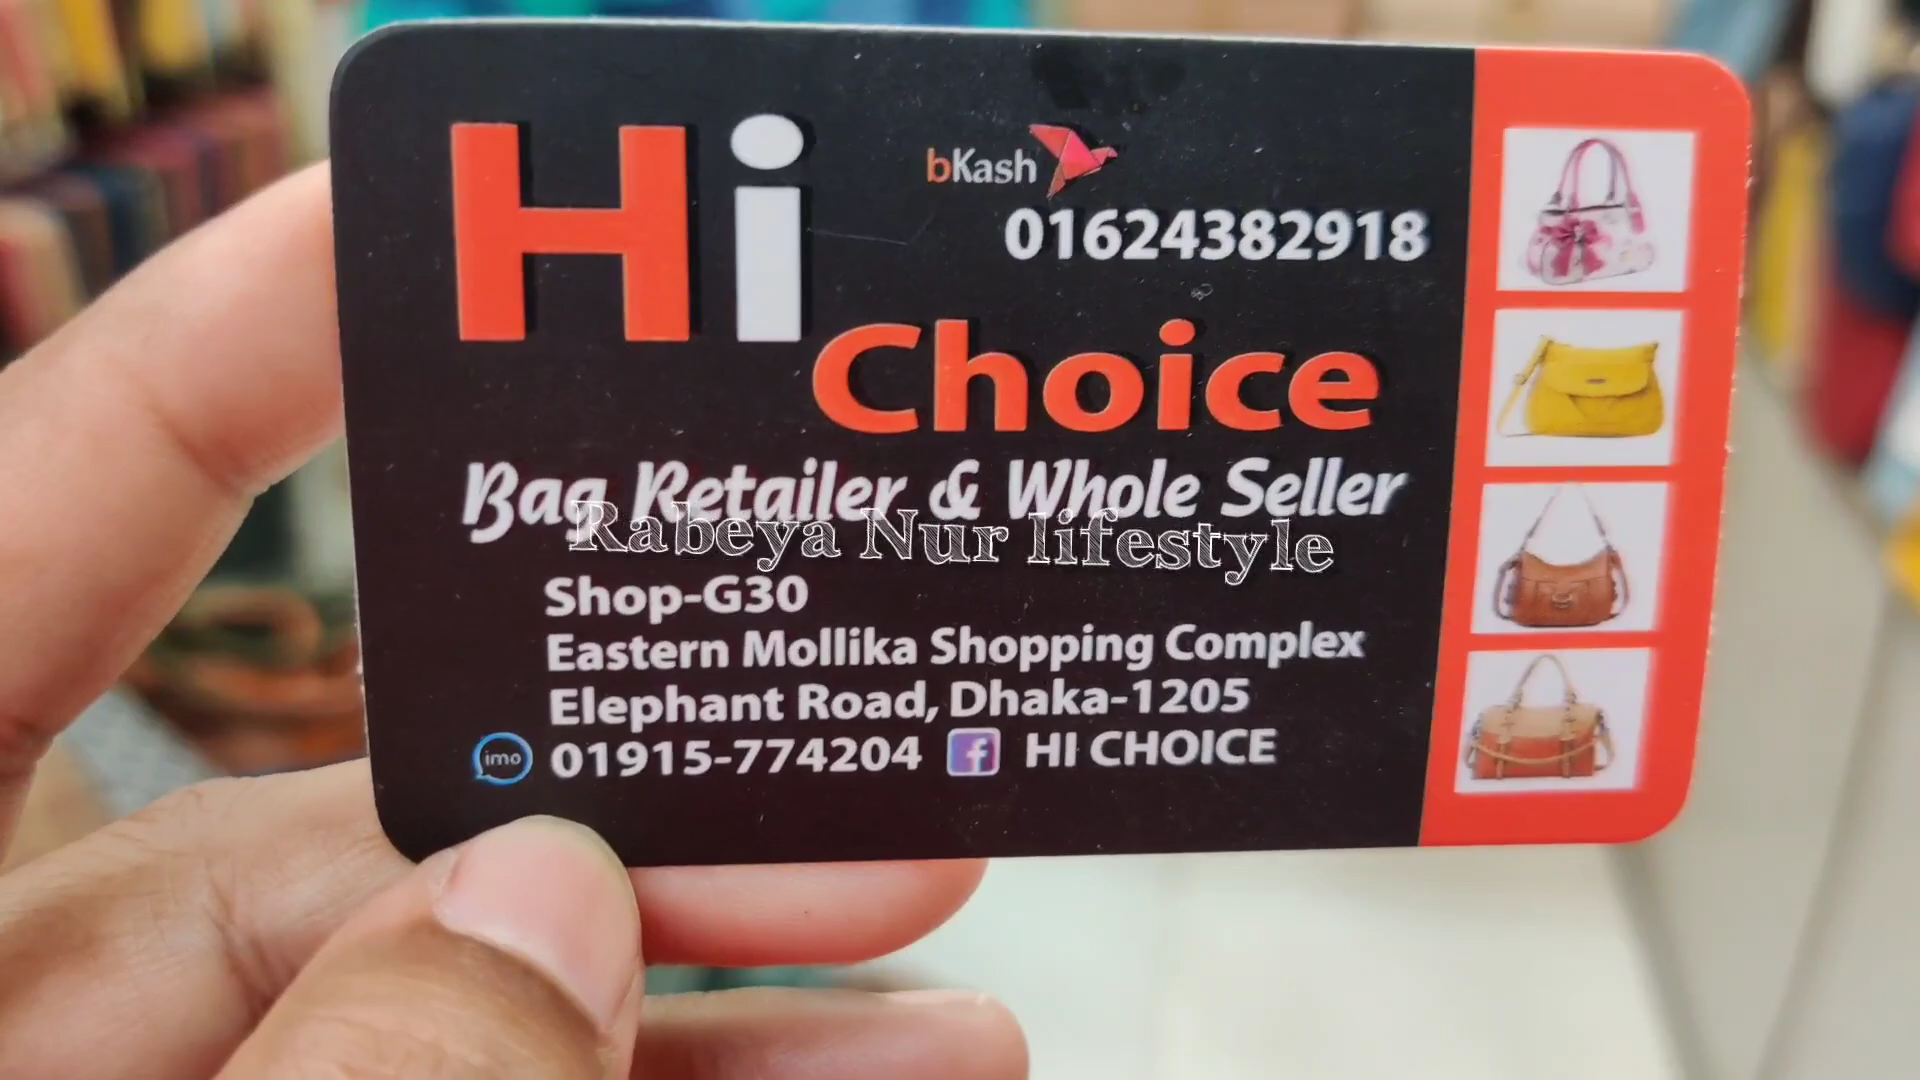 Hi
bKash
01624382918
Choice
Bag Retailer & Whole Seller
Rabeya Nur lifestyle
Shop-G30
Eastern Mollika Shopping Complex
Elephant Road, Dhaka-1205
imo 01915-774204 f HI CHOICE